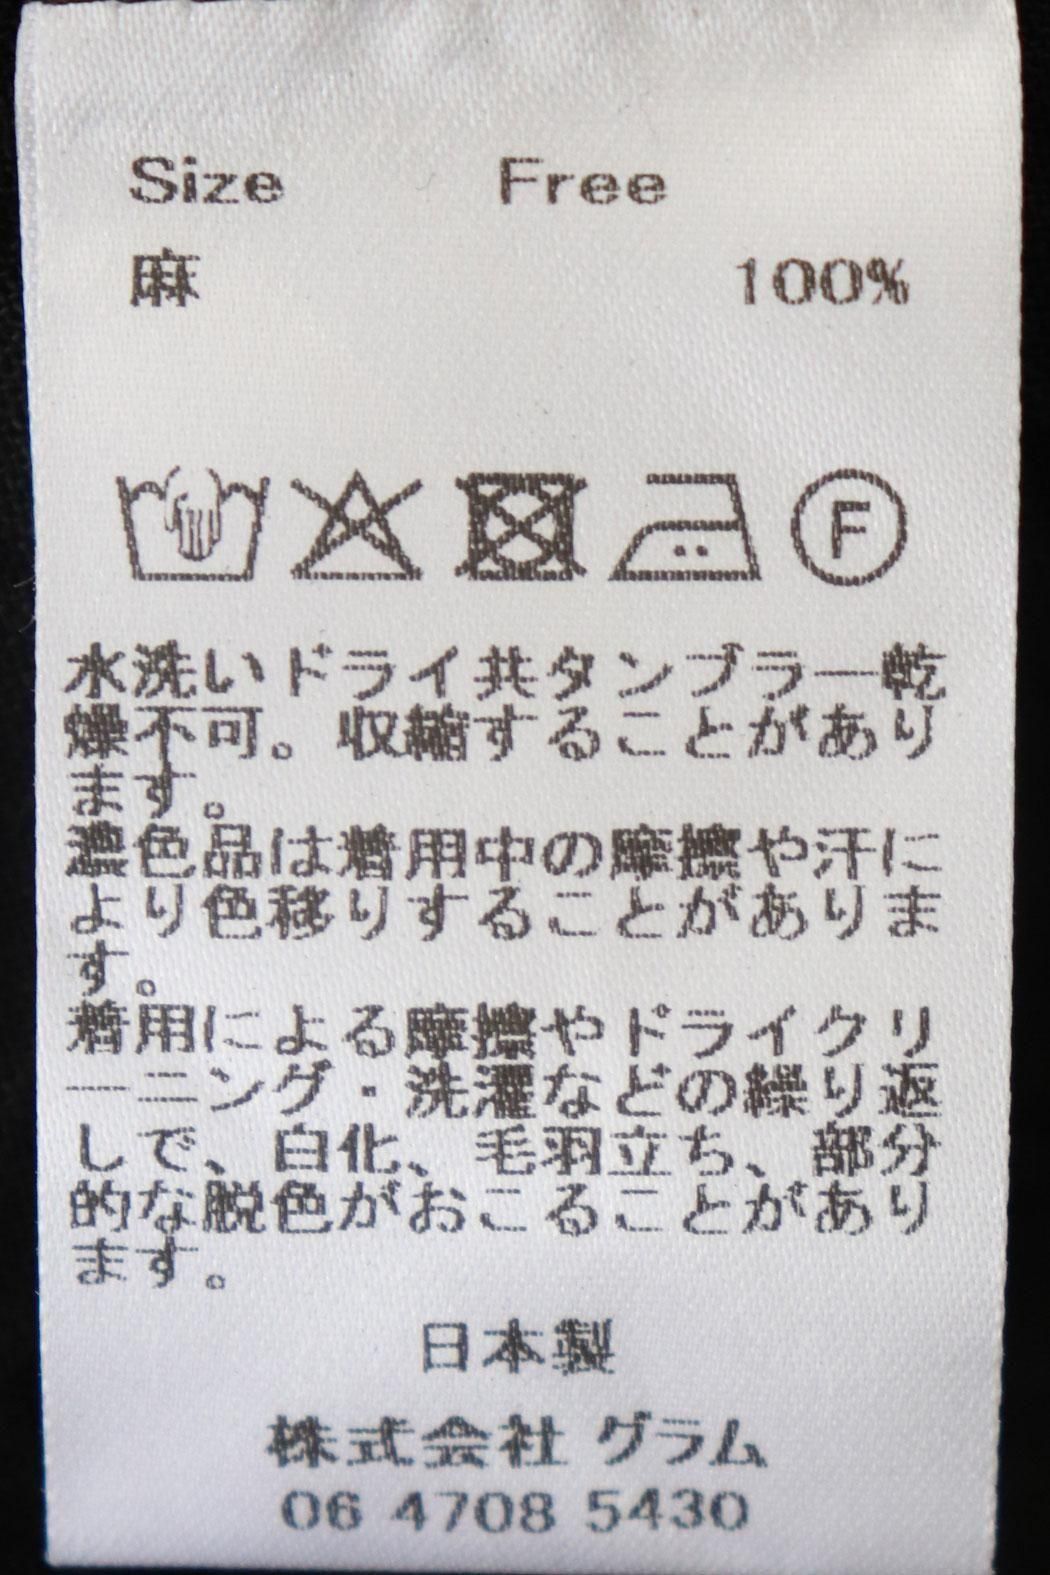 Size Free
麻 100%
F
水洗いドライ共タンブラー乾
燥不可。収縮することがあり
ます。
濃色品は着用中の摩擦や汗に
より色移りすることがありま
す。
着用による摩擦やドライクリ
ーニング・洗濯などの繰り返
しで、白化、毛羽立ち、部分
的な脱色がおこることがあり
ます。
日本製
株式会社 グラム
06 4708 5430